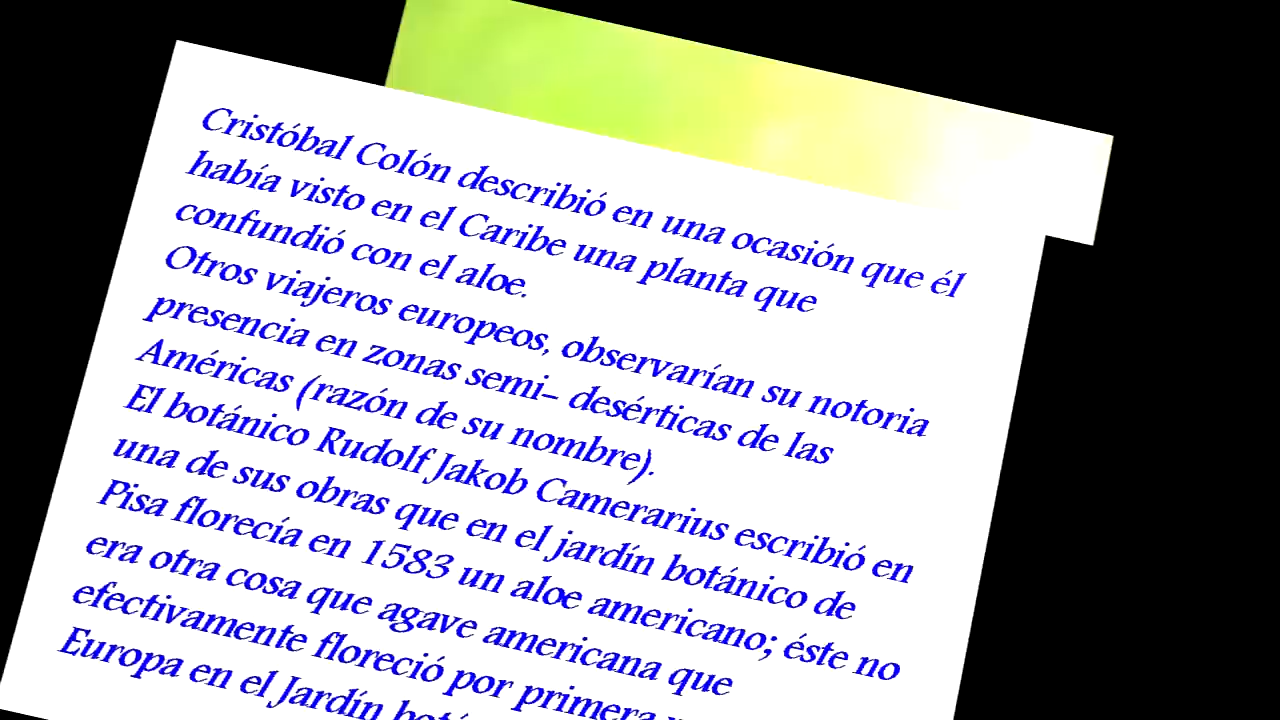 Cristóbal Colón describió en una ocasión que él
había visto en el Caribe una planta que
confundió con el aloe.
Otros viajeros europeos, observarían su notoria
presencia en zonas semi- desérticas de las
Américas (razón de su nombre).
El botánico Rudolf Jakob Camerarius escribió en
una de sus obras que en el jardín botánico de
Pisa florecía en 1583 un aloe americano; éste no
era otra cosa que agave americana que
efectivamente floreció por primera
Europa en el Jardín